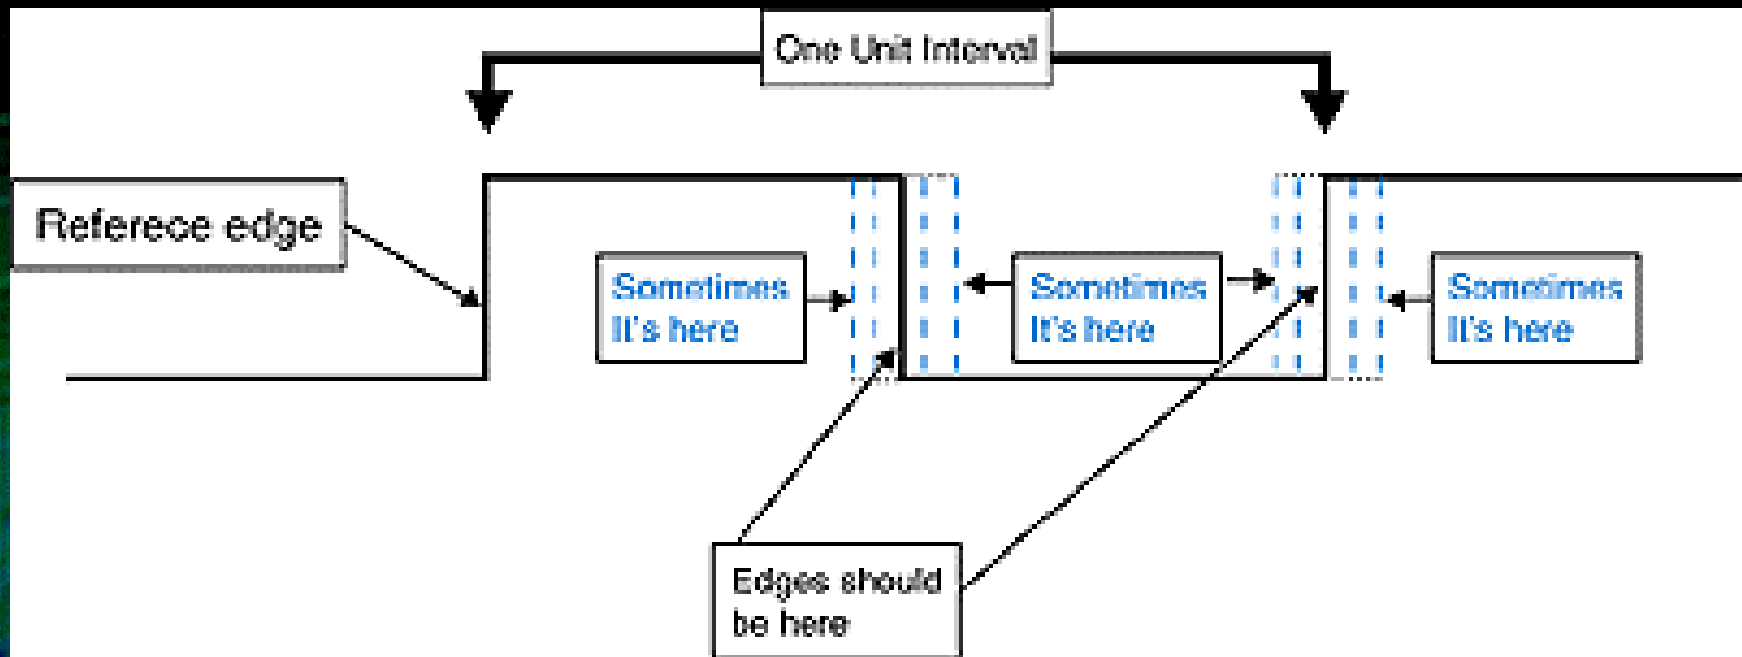 One Unit Interval
Referece edge
Sometimes
It's here
Sometimes
It's here
Sometimes
It's here
Edges should
be here